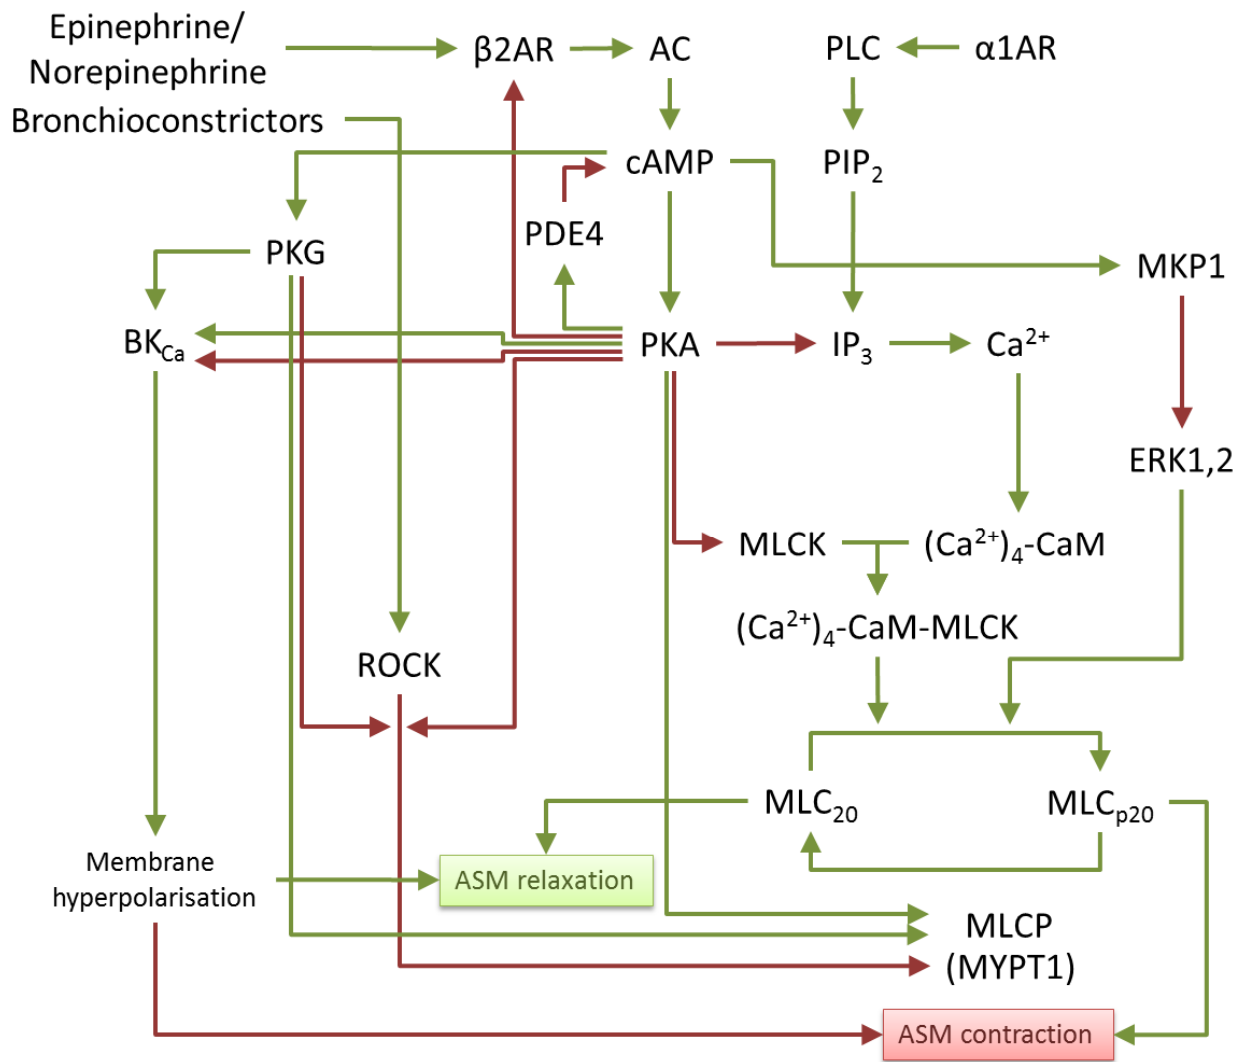 Epinephrine/
Norepinephrine
β2AR
AC
PLC
α1AR
Bronchioconstrictors
cAMP
PIP₂
PDE4
PKG
MKP1
BK_Ca
PKA
IP₃
Ca²⁺
ERK1,2
MLCK
(Ca²⁺)₄-CaM
(Ca²⁺)₄-CaM-MLCK
ROCK
MLC₂₀
MLCₚ₂₀
Membrane
hyperpolarisation
ASM relaxation
MLCP
(MYPT1)
ASM contraction